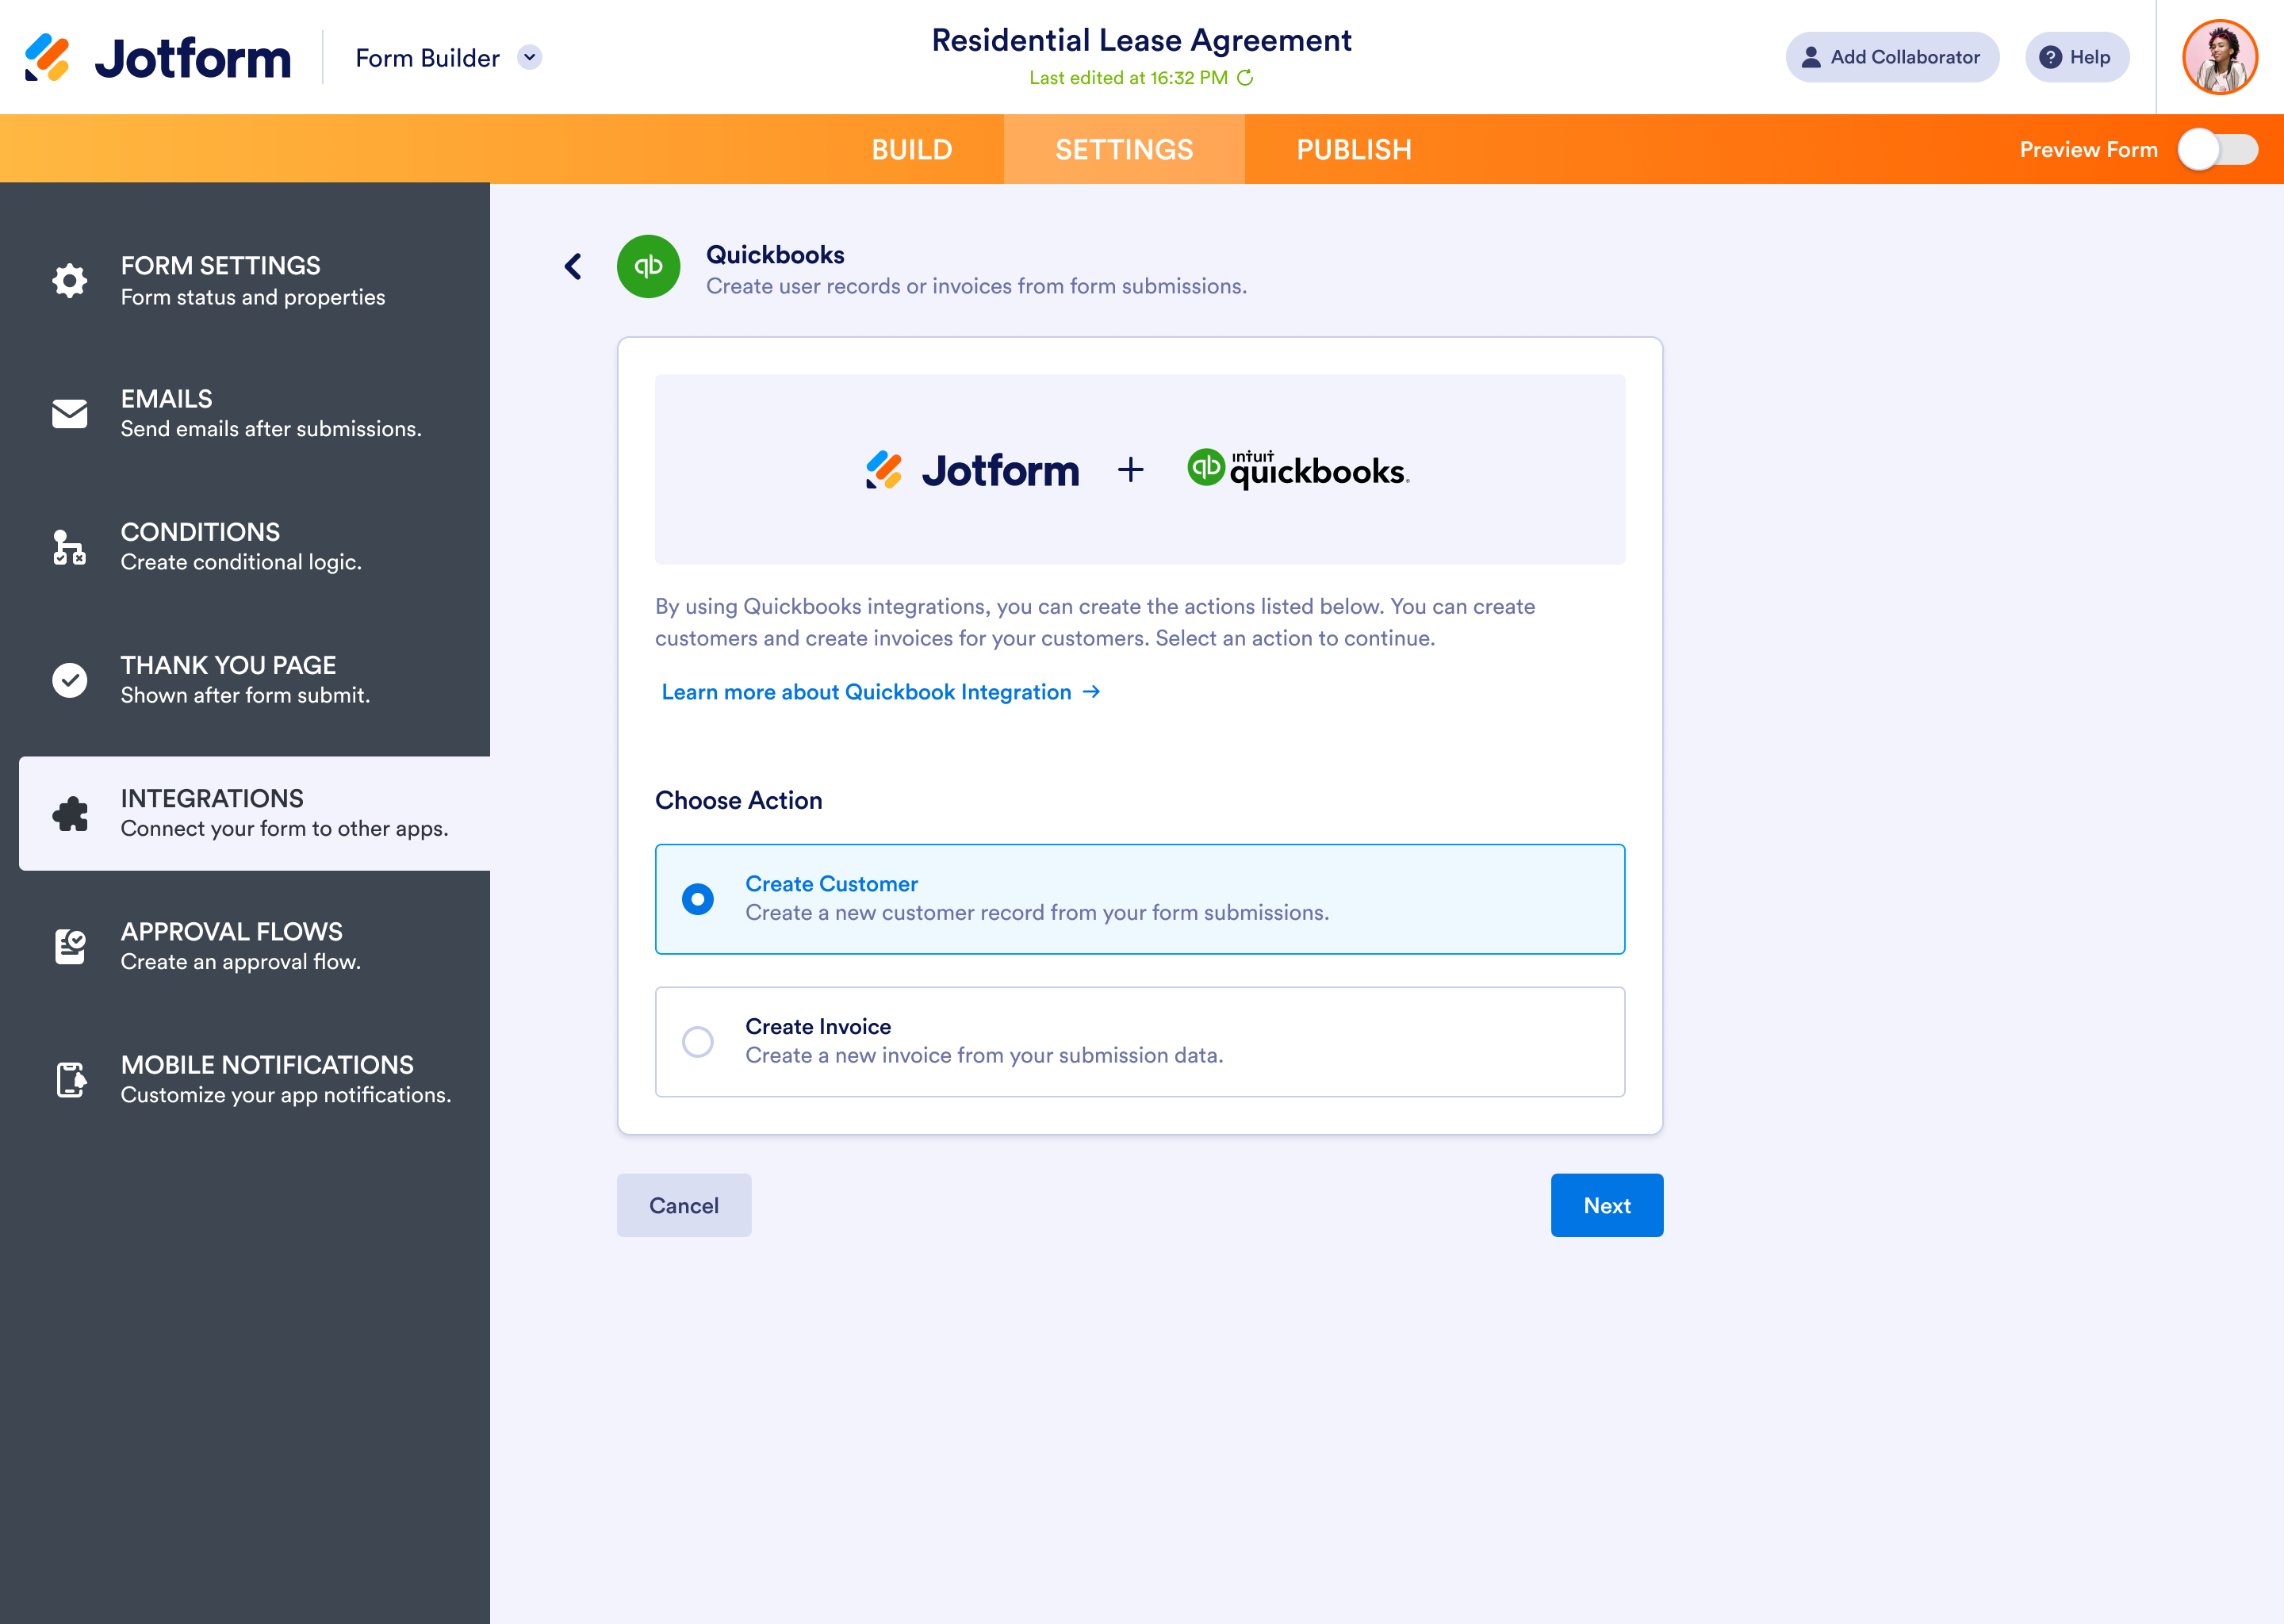 Jotform
Form Builder
Residential Lease Agreement
Last edited at 16:32 PM
Add Collaborator
? Help
BUILD
SETTINGS
PUBLISH
Preview Form
FORM SETTINGS
Form status and properties
EMAILS
Send emails after submissions.
CONDITIONS
Create conditional logic.
THANK YOU PAGE
Shown after form submit.
INTEGRATIONS
Connect your form to other apps.
APPROVAL FLOWS
Create an approval flow.
MOBILE NOTIFICATIONS
Customize your app notifications.
qb
Quickbooks
Create user records or invoices from form submissions.
Jotform + qb intuit quickbooks.
By using Quickbooks integrations, you can create the actions listed below. You can create
customers and create invoices for your customers. Select an action to continue.
Learn more about Quickbook Integration →
Choose Action
Create Customer
Create a new customer record from your form submissions.
Create Invoice
Create a new invoice from your submission data.
Cancel
Next